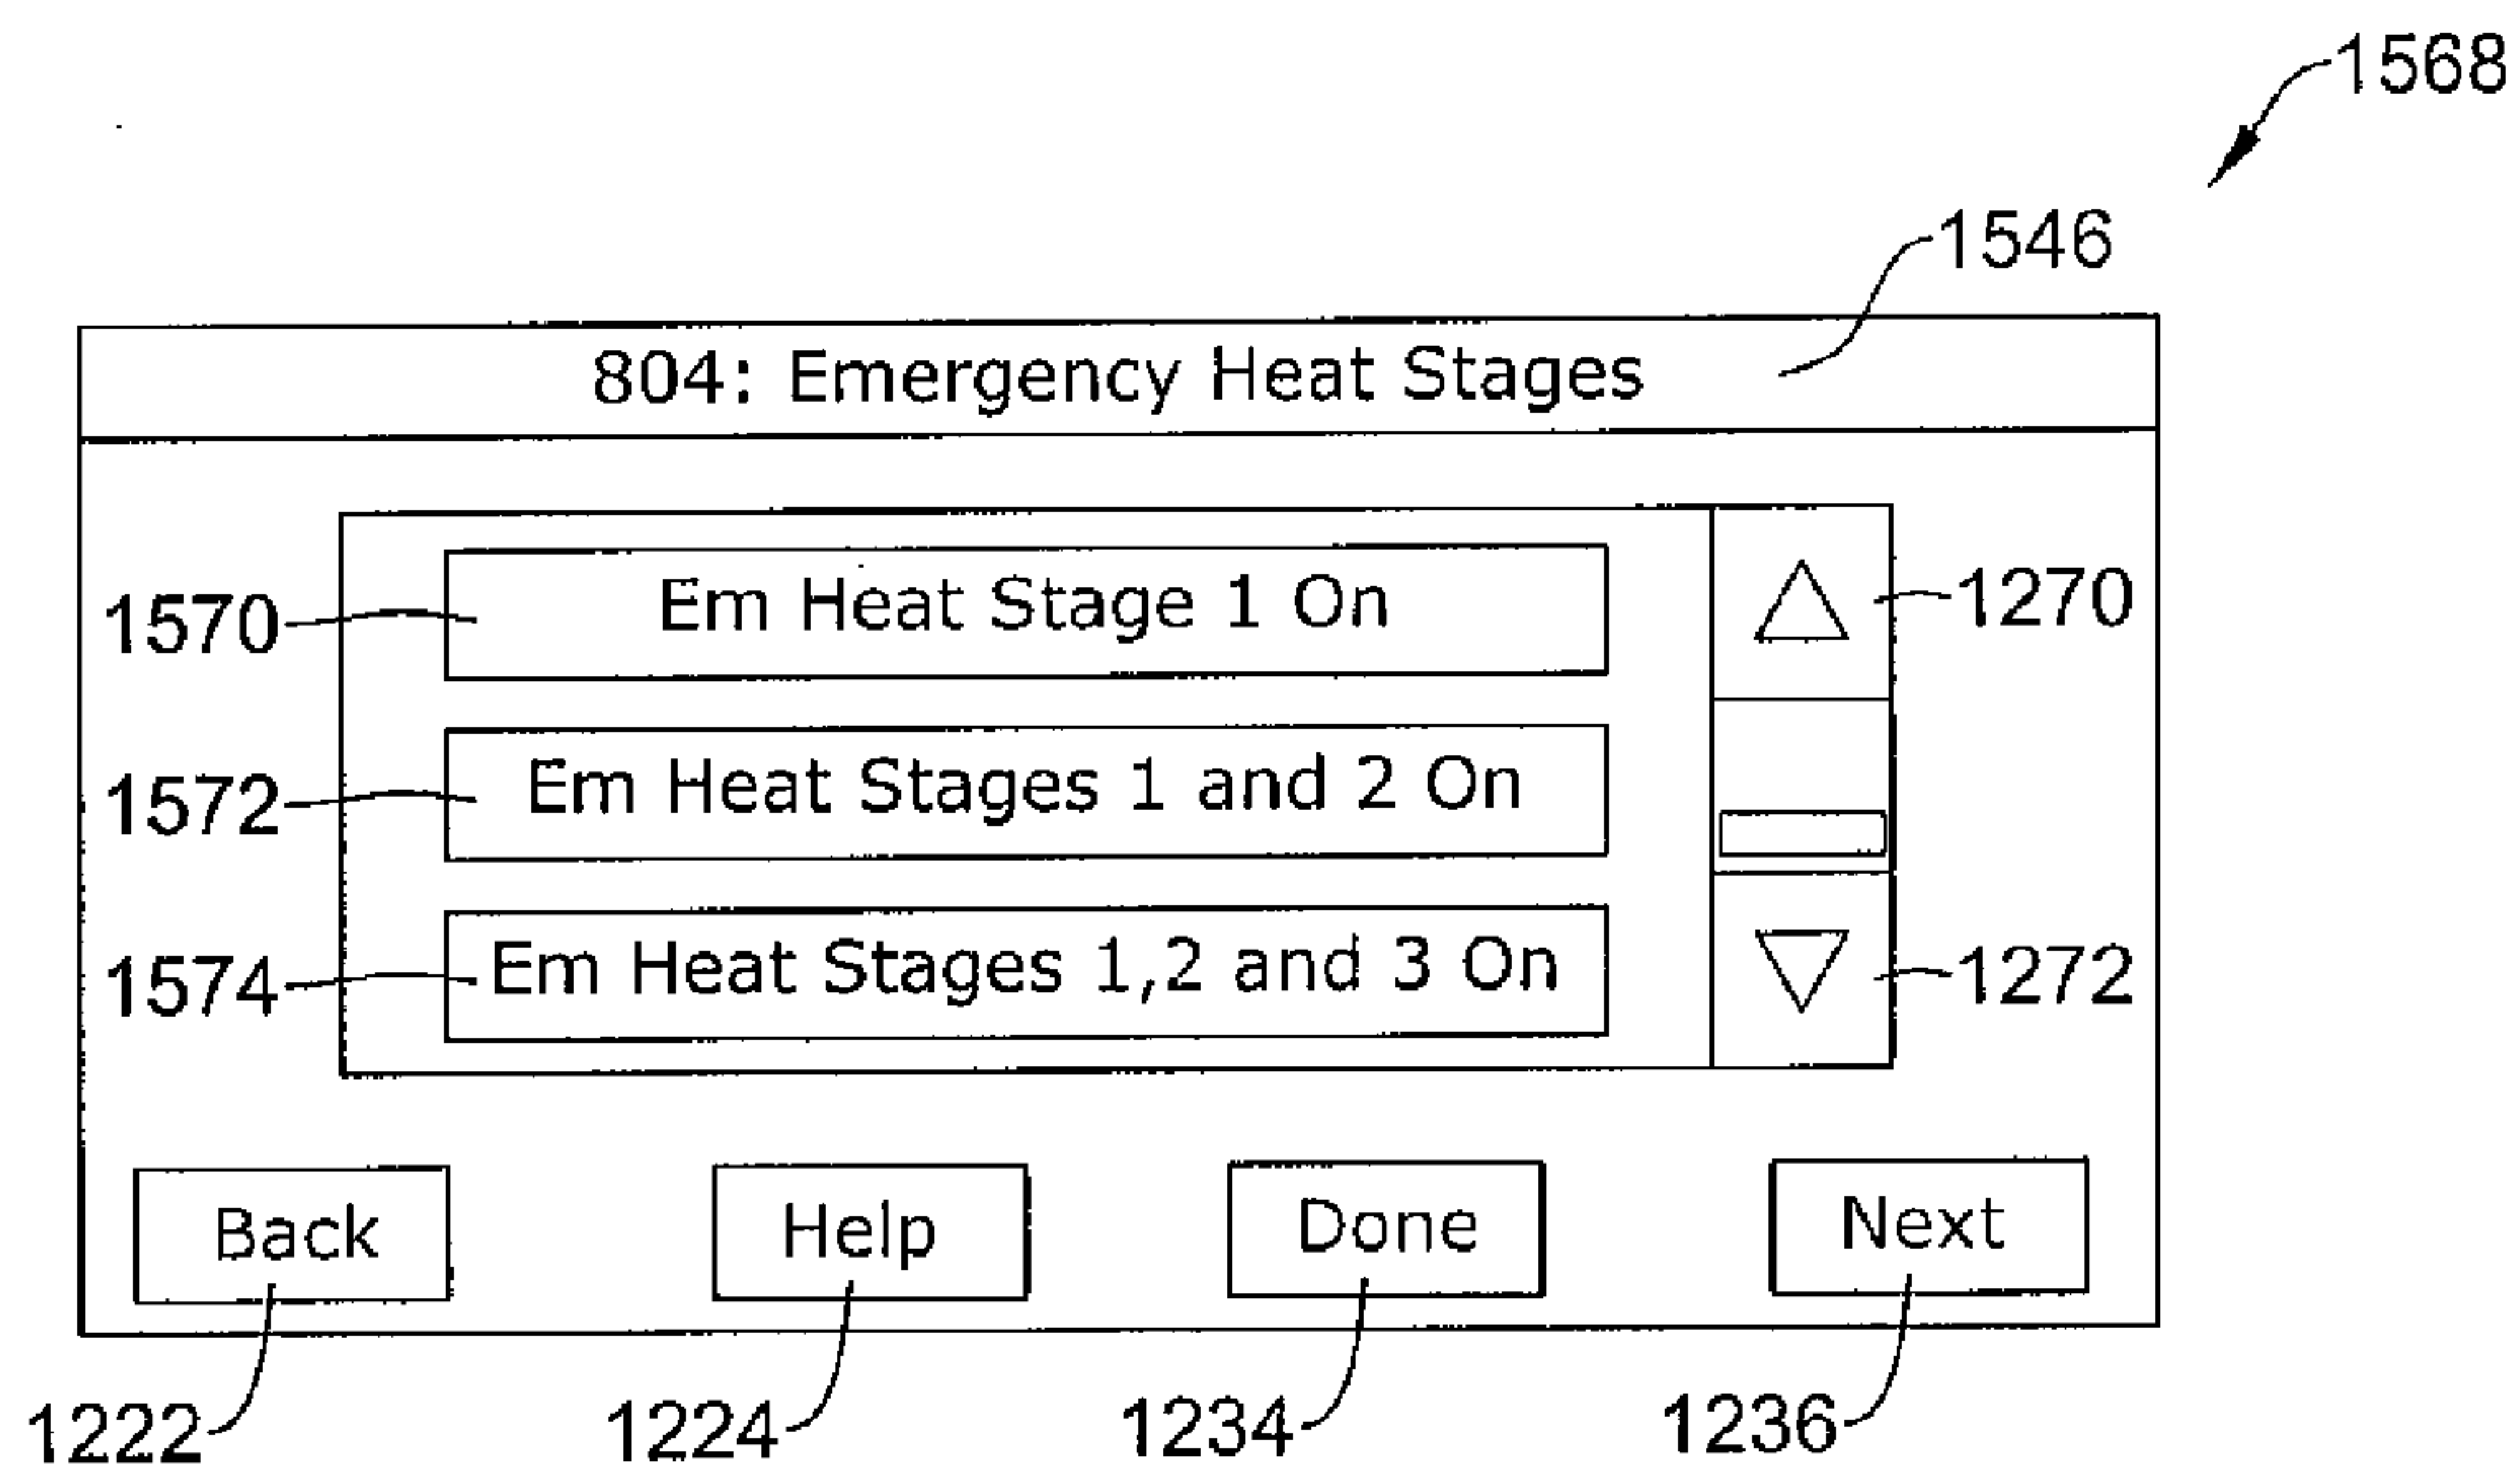 1568
1546
804: Emergency Heat Stages
1570
Em Heat Stage 1 On
1270
1572
Em Heat Stages 1 and 2 On
1574
Em Heat Stages 1,2 and 3 On
1272
Back
Help
Done
Next
1222
1224
1234
1236